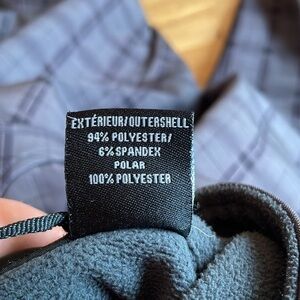 EXTÉRIEUR/OUTERSHELL
94% POLYESTER/
6% SPANDEX
POLAR
100% POLYESTER